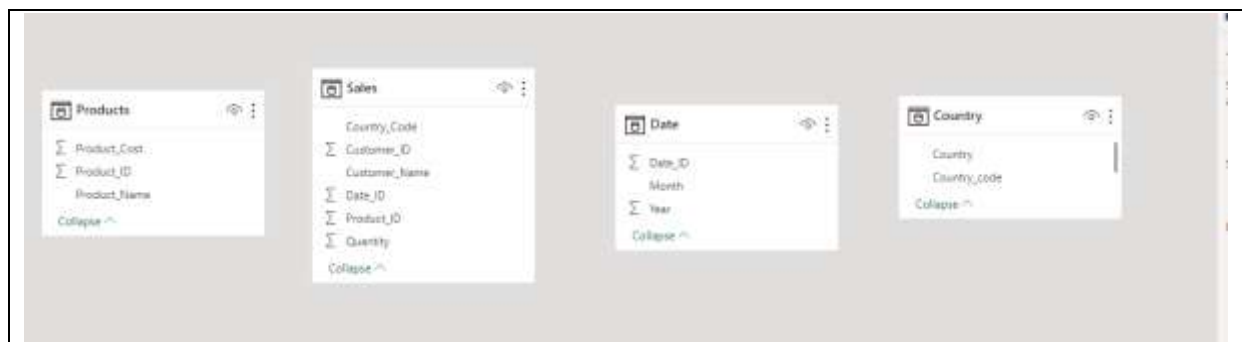 Products
Σ Product_Cost
Σ Product_ID
Product_Name
Collapse
Sales
Country_Code
Σ Customer_ID
Customer_Name
Σ Date_ID
Σ Product_ID
Σ Quantity
Collapse
Date
Σ Date_ID
Month
Σ Year
Collapse
Country
Country
Country_code
Collapse